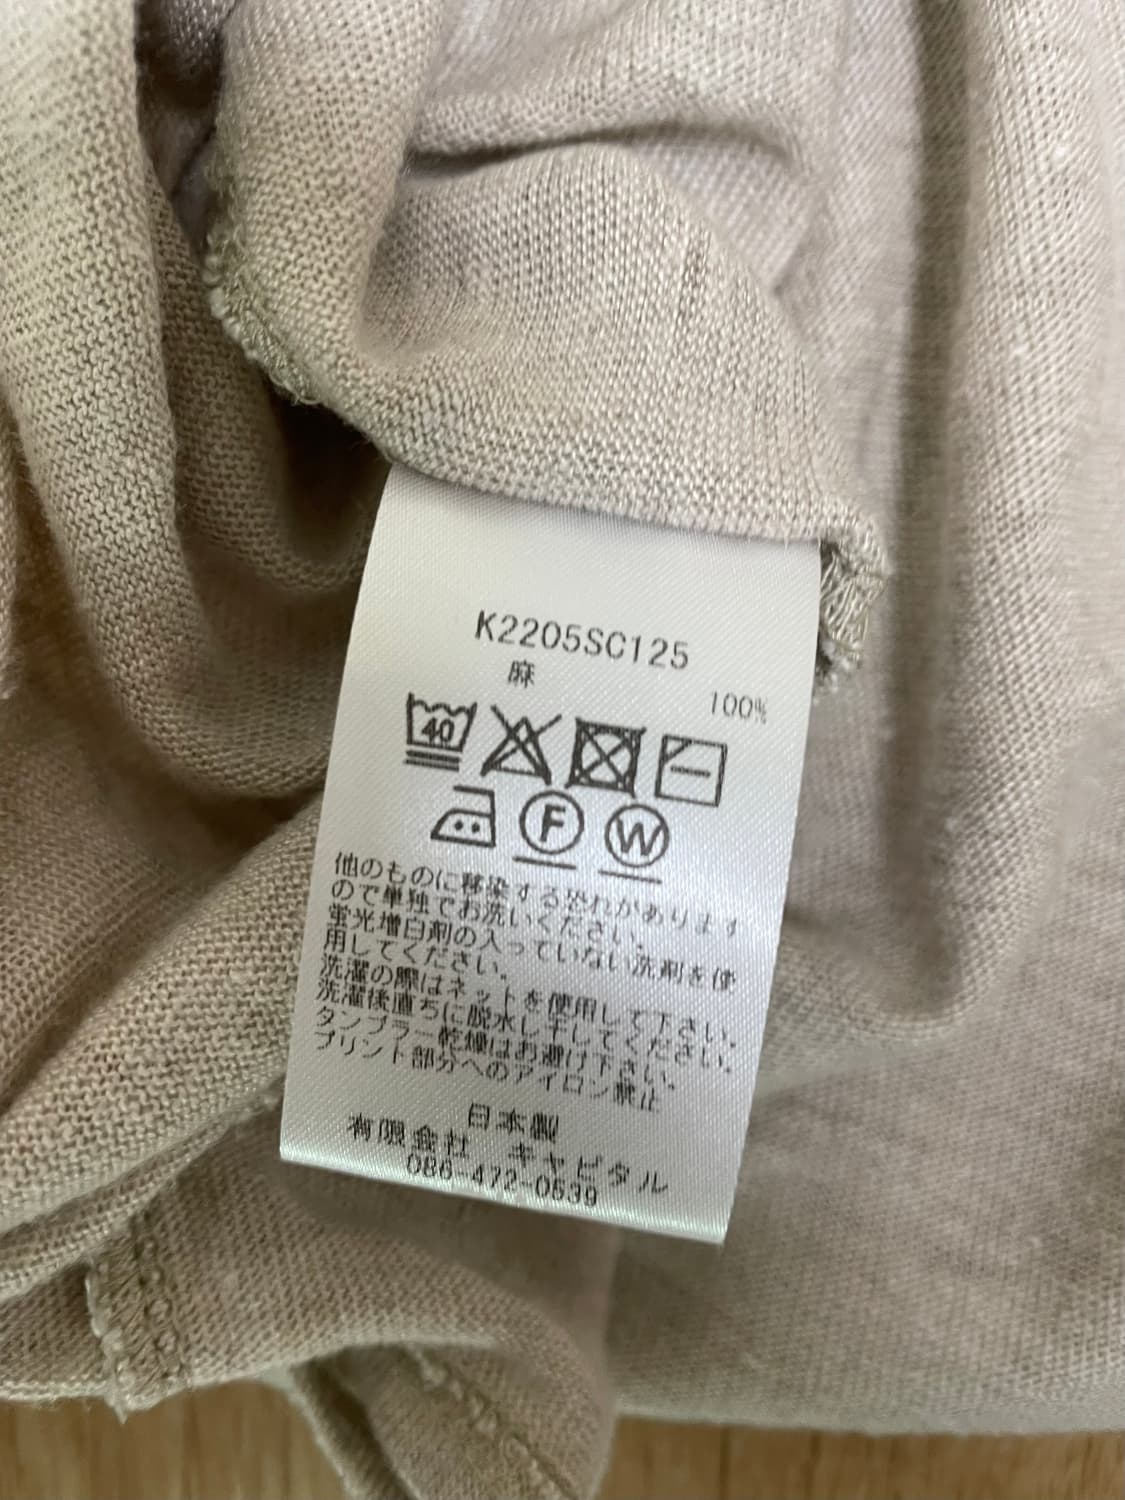 K2205SC125
麻 100%
40
F W
他のものに移染する恐れがあります
ので単独でお洗いください。
蛍光増白剤の入っていない洗剤を使
用してください。
洗濯の際はネットを使用して下さい。
洗濯後直ちに脱水し干してください。
タンブラー乾燥はお避け下さい。
プリント部分へのアイロン禁止
日本製
有限会社 キャピタル
086-472-0539